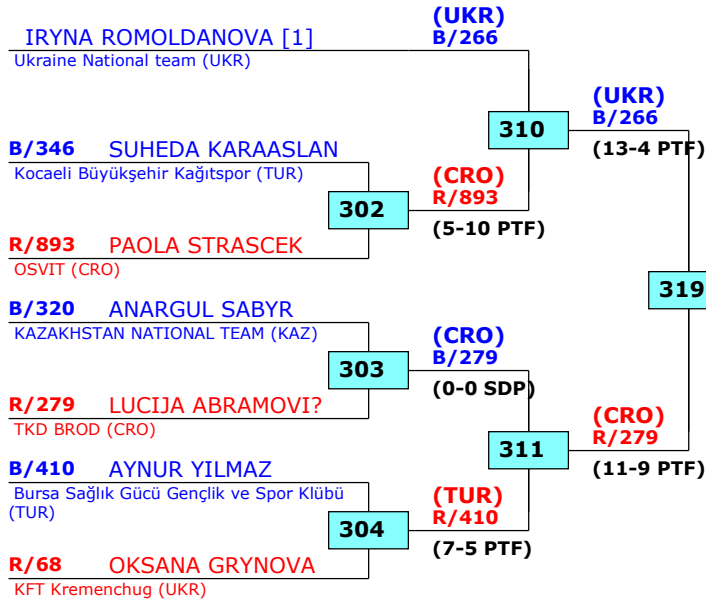 (UKR)
IRYNA ROMOLDANOVA [1]
B/266
Ukraine National team (UKR)
(UKR)
310
B/266
B/346 SUHEDA KARAASLAN
(13-4 PTF)
Kocaeli Büyükşehir Kağıtspor (TUR)
(CRO)
302
R/893
(5-10 PTF)
R/893 PAOLA STRASCEK
OSVIT (CRO)
319
B/320 ANARGUL SABYR
KAZAKHSTAN NATIONAL TEAM (KAZ)
(CRO)
303
B/279
(0-0 SDP)
R/279 LUCIJA ABRAMOVI?
(CRO)
TKD BROD (CRO)
R/279
311
B/410 AYNUR YILMAZ
(11-9 PTF)
Bursa Sağlık Gücü Gençlik ve Spor Klübü
(TUR)
(TUR)
304
R/410
(7-5 PTF)
R/68 OKSANA GRYNOVA
KFT Kremenchug (UKR)